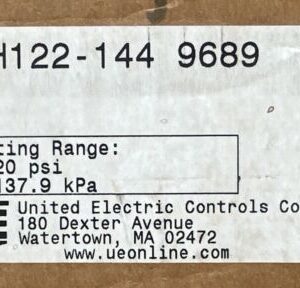 H122-144 9689
ting Range:
20 psi
137.9 kPa
United Electric Controls Co
180 Dexter Avenue
Watertown, MA 02472
www.ueonline.com